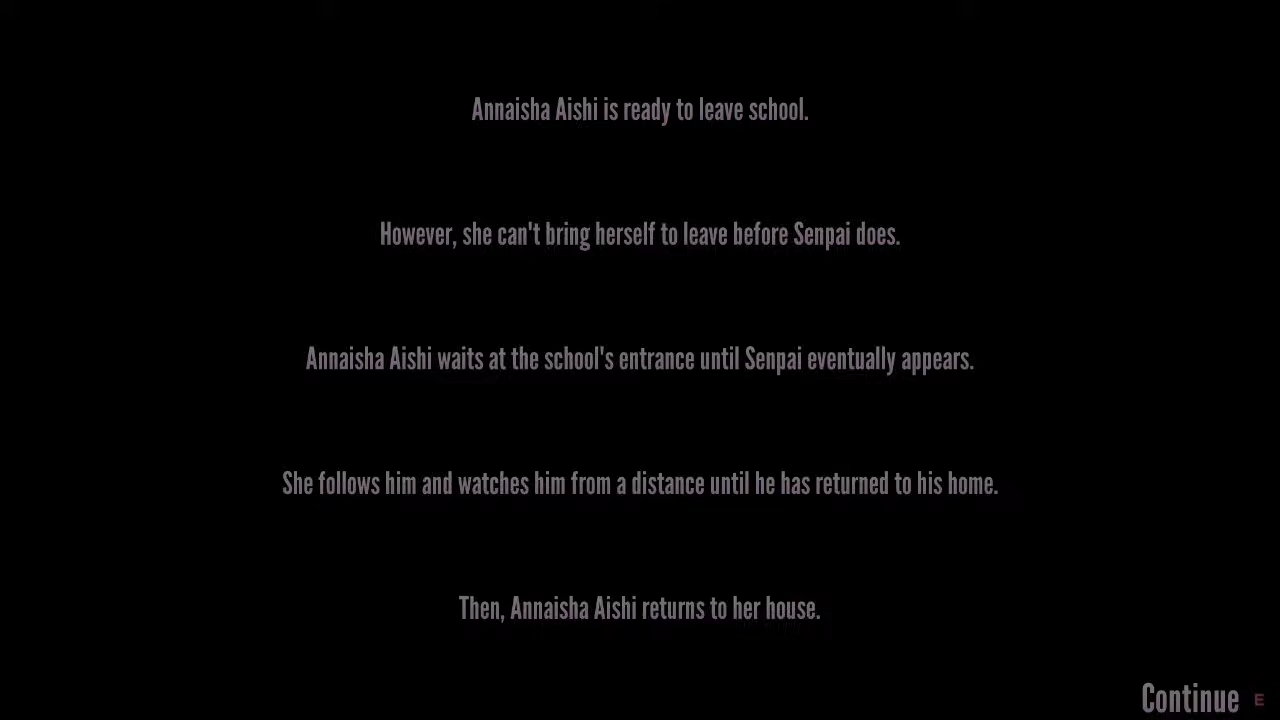 Annaisha Aishi is ready to leave school.
However, she can't bring herself to leave before Senpai does.
Annaisha Aishi waits at the school's entrance until Senpai eventually appears.
She follows him and watches him from a distance until he has returned to his home.
Then, Annaisha Aishi returns to her house.
Continue E